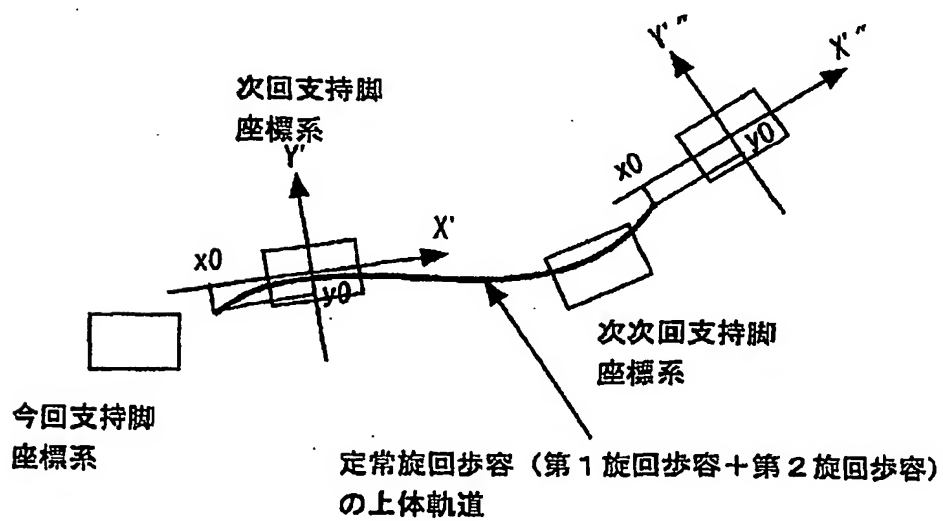 Y'"
X'"
次回支持脚
座標系
Y'
x0
y0
X'
x0
y0
次次回支持脚
座標系
今回支持脚
座標系
定常旋回歩容（第１旋回歩容＋第２旋回歩容）
の上体軌道